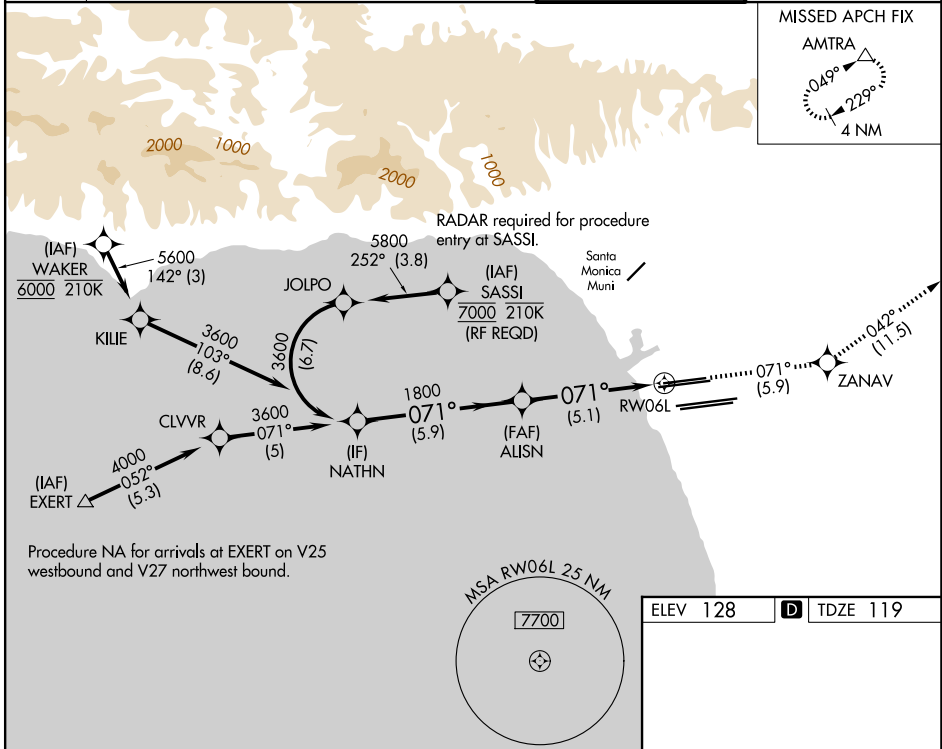 MISSED APCH FIX
AMTRA
049°
229°
4 NM
2000
1000
2000
1000
RADAR required for procedure
entry at SASSI.
Santa
Monica
Muni
(IAF)
WAKER
6000 210K
5600
142° (3)
KILIE
3600
103°
(8.6)
JOLPO
5800
252° (3.8)
(IAF)
SASSI
7000 210K
(RF REQD)
3600
(6.7)
042°
(11.5)
ZANAV
071°
(5.9)
RW06L
071°
(5.1)
(FAF)
ALISN
1800
071°
(5.9)
(IF)
NATHN
CLVVR
3600
071°
(5)
4000
052°
(5.3)
(IAF)
EXERT
Procedure NA for arrivals at EXERT on V25
westbound and V27 northwest bound.
MSA RW06L 25 NM
7700
ELEV 128
D
TDZE 119